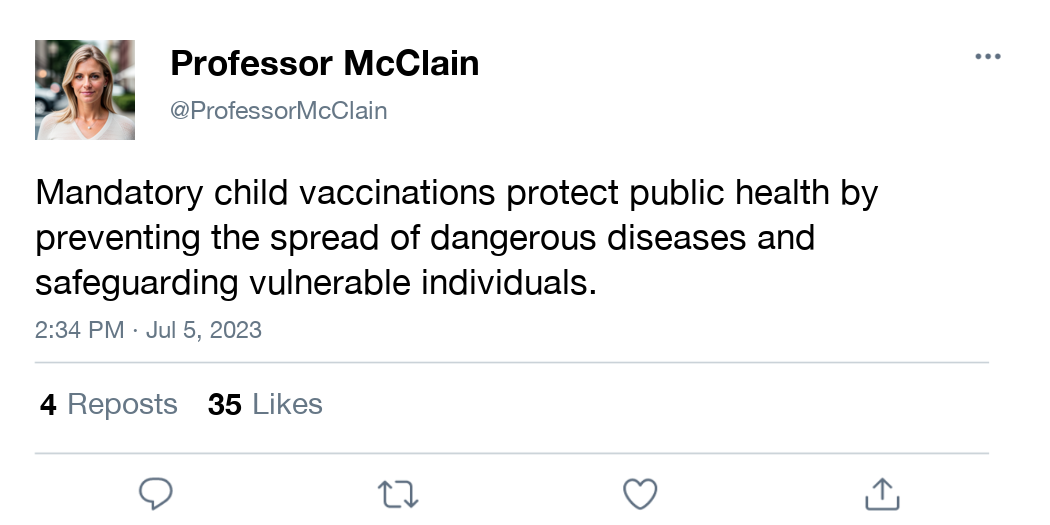 Professor McClain
@ProfessorMcClain
Mandatory child vaccinations protect public health by
preventing the spread of dangerous diseases and
safeguarding vulnerable individuals.
2:34 PM · Jul 5, 2023
4 Reposts 35 Likes